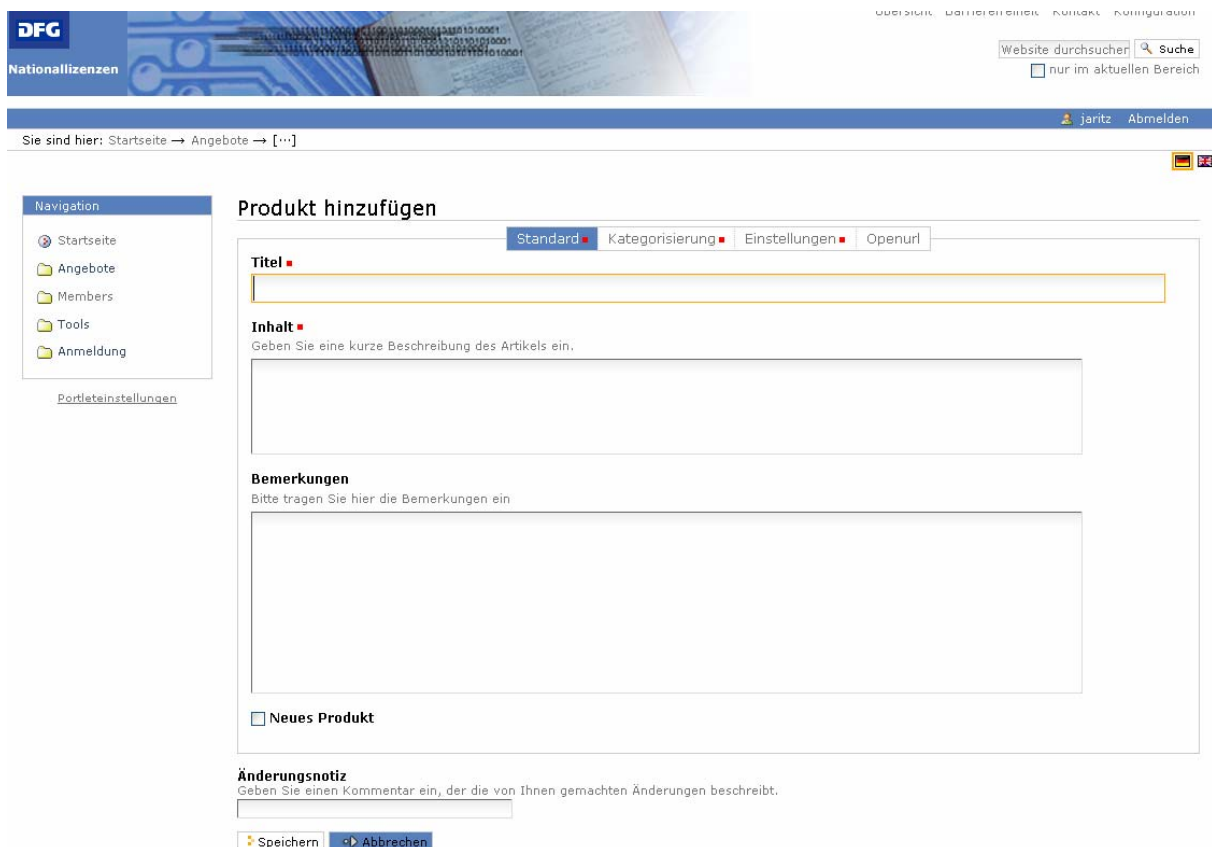 Übersicht Barrierefreiheit Kontakt Konfiguration
DFG
Nationallizenzen
Website durchsucher Suche
nur im aktuellen Bereich
jaritz Abmelden
Sie sind hier: Startseite → Angebote → [⋯]
Navigation
Startseite
Angebote
Members
Tools
Anmeldung
Portleteinstellungen
Produkt hinzufügen
Standard Kategorisierung Einstellungen Openurl
Titel
Inhalt
Geben Sie eine kurze Beschreibung des Artikels ein.
Bemerkungen
Bitte tragen Sie hier die Bemerkungen ein
Neues Produkt
Änderungsnotiz
Geben Sie einen Kommentar ein, der die von Ihnen gemachten Änderungen beschreibt.
Speichern Abbrechen